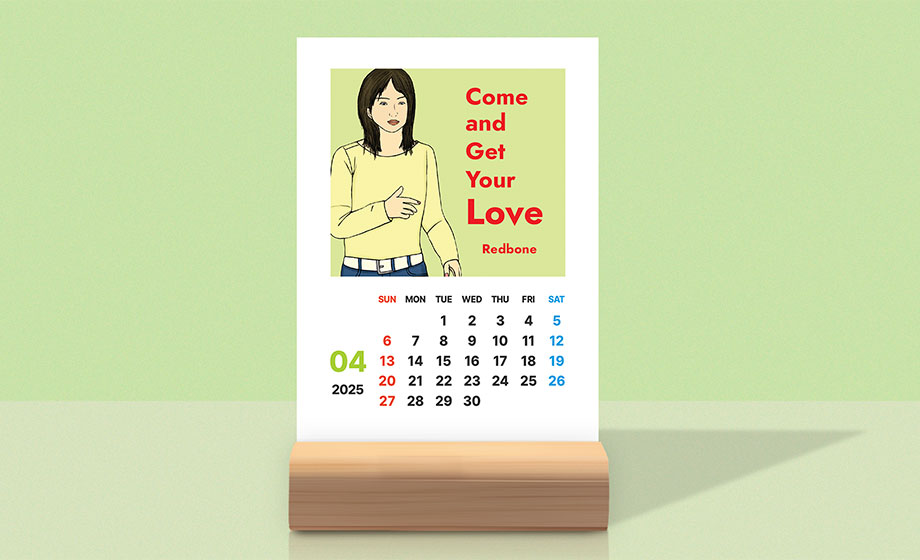 Come
and
Get
Your
Love
Redbone
SUN MON TUE WED THU FRI SAT
1 2 3 4 5
6 7 8 9 10 11 12
04
13 14 15 16 17 18 19
20 21 22 23 24 25 26
2025
27 28 29 30